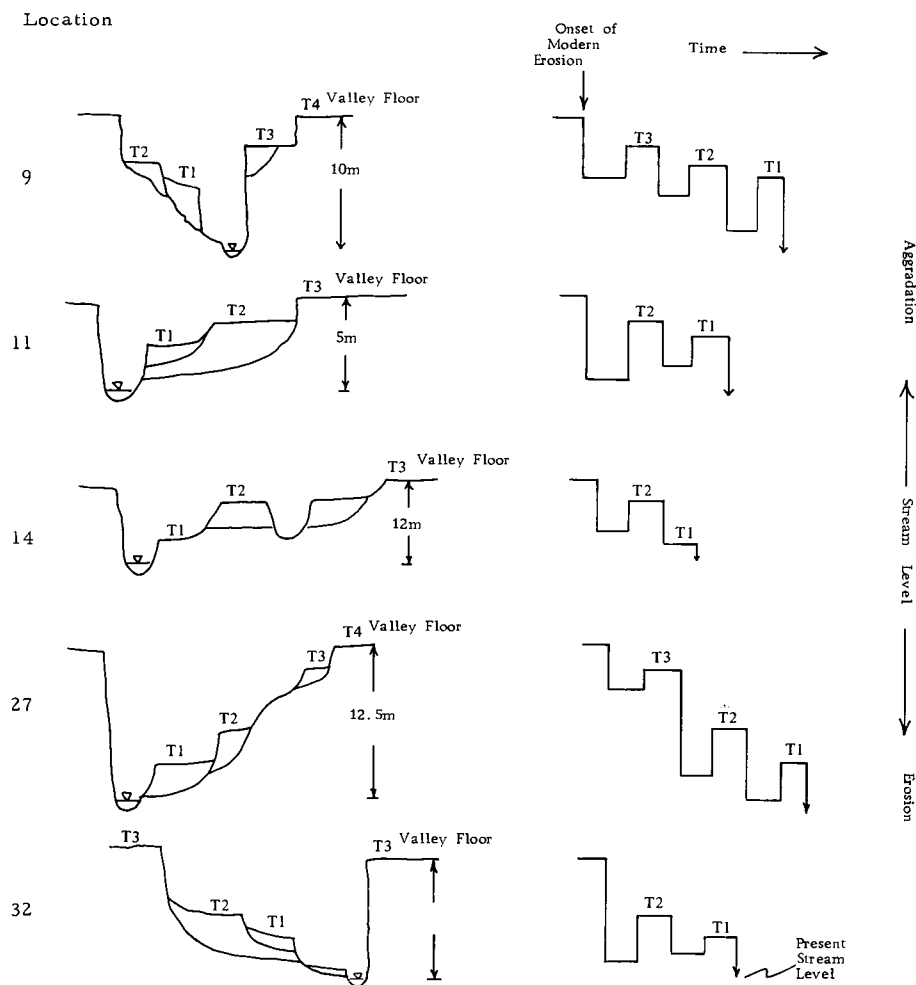 Location
Onset of
Modern
Erosion
Time
9
T4 Valley Floor
T3
T2
T1
10m
T3
T2
T1
11
Valley Floor
T3
T2
T1
5m
T2
T1
14
T3 Valley Floor
T2
T1
12m
T2
T1
27
T4 Valley Floor
T3
T2
T1
12.5m
T3
T2
T1
32
T3
T3 Valley Floor
T2
T1
T2
T1
Present
Stream
Level
Aggradation
Stream Level
Erosion